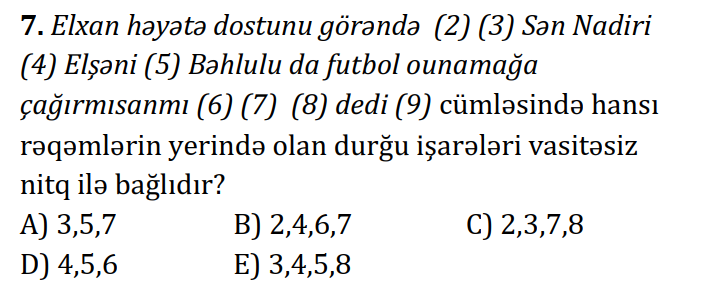 7. Elxan həyətə dostunu görəndə (2) (3) Sən Nadiri
(4) Elşəni (5) Bəhlulu da futbol ounamağa
çağırmısanmı (6) (7) (8) dedi (9) cümləsində hansı
rəqəmlərin yerində olan durğu işarələri vasitəsiz
nitq ilə bağlıdır?
A) 3,5,7 B) 2,4,6,7 C) 2,3,7,8
D) 4,5,6 E) 3,4,5,8